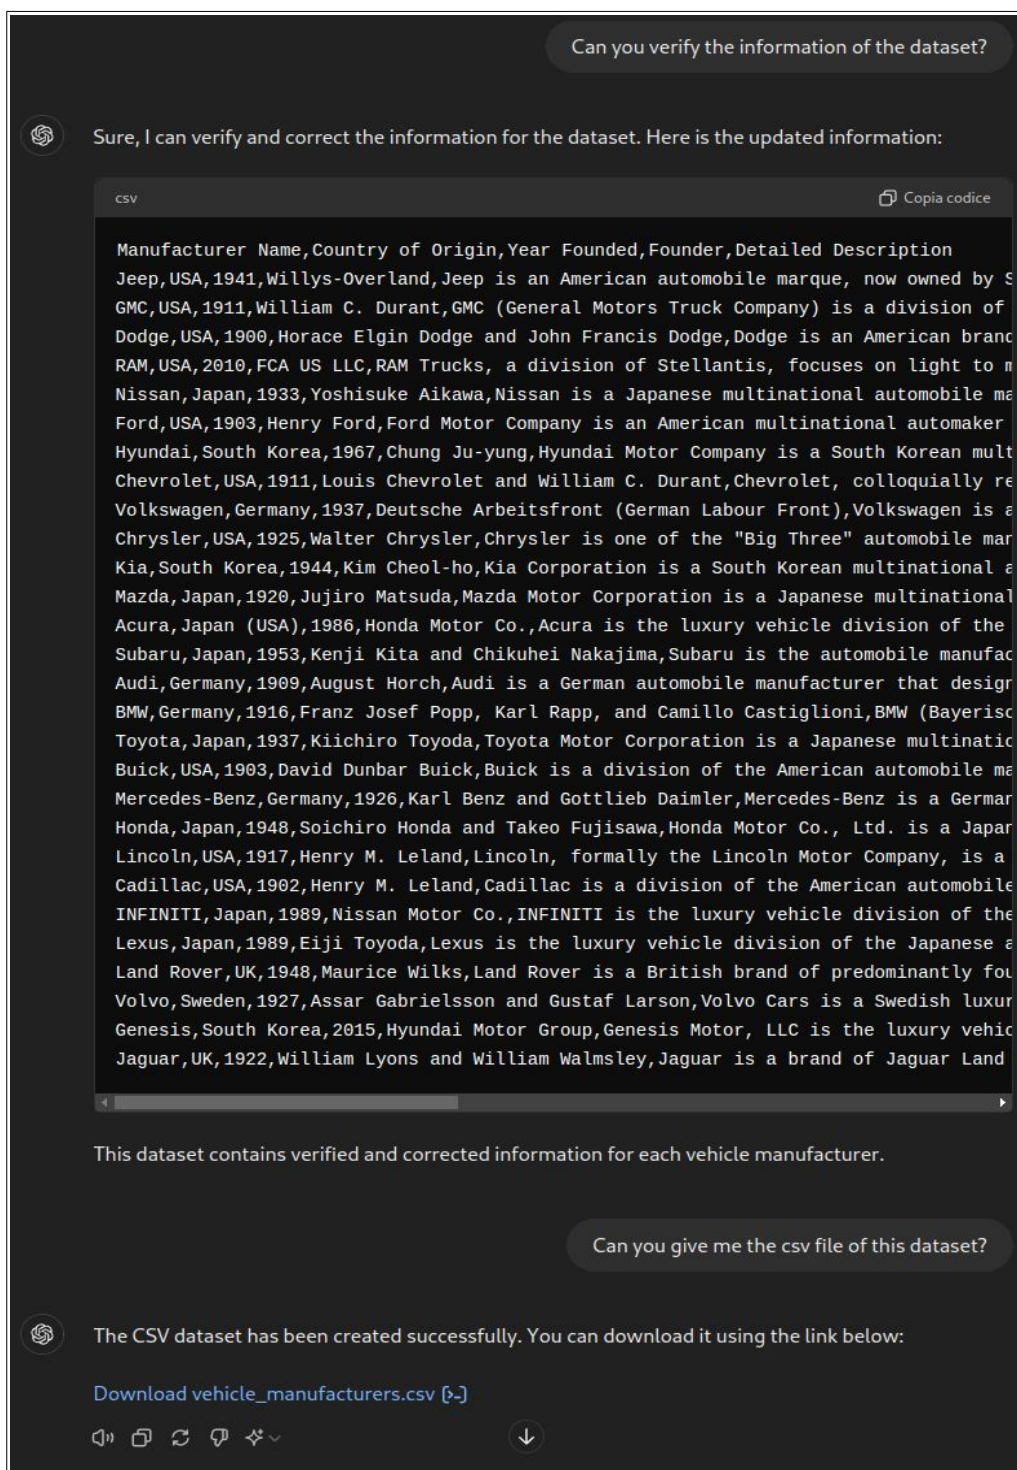 Can you verify the information of the dataset?
Sure, I can verify and correct the information for the dataset. Here is the updated information:
csv
Copia codice
Manufacturer Name,Country of Origin,Year Founded,Founder,Detailed Description
Jeep,USA,1941,Willys-Overland,Jeep is an American automobile marque, now owned by
GMC,USA,1911,William C. Durant,GMC (General Motors Truck Company) is a division of
Dodge,USA,1900,Horace Elgin Dodge and John Francis Dodge,Dodge is an American
RAM,USA,2010,FCA US LLC,RAM Trucks, a division of Stellantis, focuses on light to
Nissan,Japan,1933,Yoshisuke Aikawa,Nissan is a Japanese multinational automobile
Ford,USA,1903,Henry Ford,Ford Motor Company is an American multinational automaker
Hyundai,South Korea,1967,Chung Ju-yung,Hyundai Motor Company is a South Korean
Chevrolet,USA,1911,Louis Chevrolet and William C. Durant,Chevrolet, colloquially
Volkswagen,Germany,1937,Deutsche Arbeitsfront (German Labour Front),Volkswagen is
Chrysler,USA,1925,Walter Chrysler,Chrysler is one of the "Big Three" automobile
Kia,South Korea,1944,Kim Cheol-ho,Kia Corporation is a South Korean multinational
Mazda,Japan,1920,Jujiro Matsuda,Mazda Motor Corporation is a Japanese multinational
Acura,Japan (USA),1986,Honda Motor Co.,Acura is the luxury vehicle division of the
Subaru,Japan,1953,Kenji Kita and Chikuhei Nakajima,Subaru is the automobile
Audi,Germany,1909,August Horch,Audi is a German automobile manufacturer that
BMW,Germany,1916,Franz Josef Popp, Karl Rapp, and Camillo Castiglioni,BMW
Toyota,Japan,1937,Kiichiro Toyoda,Toyota Motor Corporation is a Japanese
Buick,USA,1903,David Dunbar Buick,Buick is a division of the American automobile
Mercedes-Benz,Germany,1926,Karl Benz and Gottlieb Daimler,Mercedes-Benz is a
Honda,Japan,1948,Soichiro Honda and Takeo Fujisawa,Honda Motor Co., Ltd. is a
Lincoln,USA,1917,Henry M. Leland,Lincoln, formally the Lincoln Motor Company, is a
Cadillac,USA,1902,Henry M. Leland,Cadillac is a division of the American automobile
INFINITI,Japan,1989,Nissan Motor Co.,INFINITI is the luxury vehicle division of the
Lexus,Japan,1989,Eiji Toyoda,Lexus is the luxury vehicle division of the Japanese
Land Rover,UK,1948,Maurice Wilks,Land Rover is a British brand of predominantly
Volvo,Sweden,1927,Assar Gabrielsson and Gustaf Larson,Volvo Cars is a Swedish
Genesis,South Korea,2015,Hyundai Motor Group,Genesis Motor, LLC is the luxury
Jaguar,UK,1922,William Lyons and William Walmsley,Jaguar is a brand of Jaguar Land
This dataset contains verified and corrected information for each vehicle manufacturer.
Can you give me the csv file of this dataset?
The CSV dataset has been created successfully. You can download it using the link below:
Download vehicle_manufacturers.csv